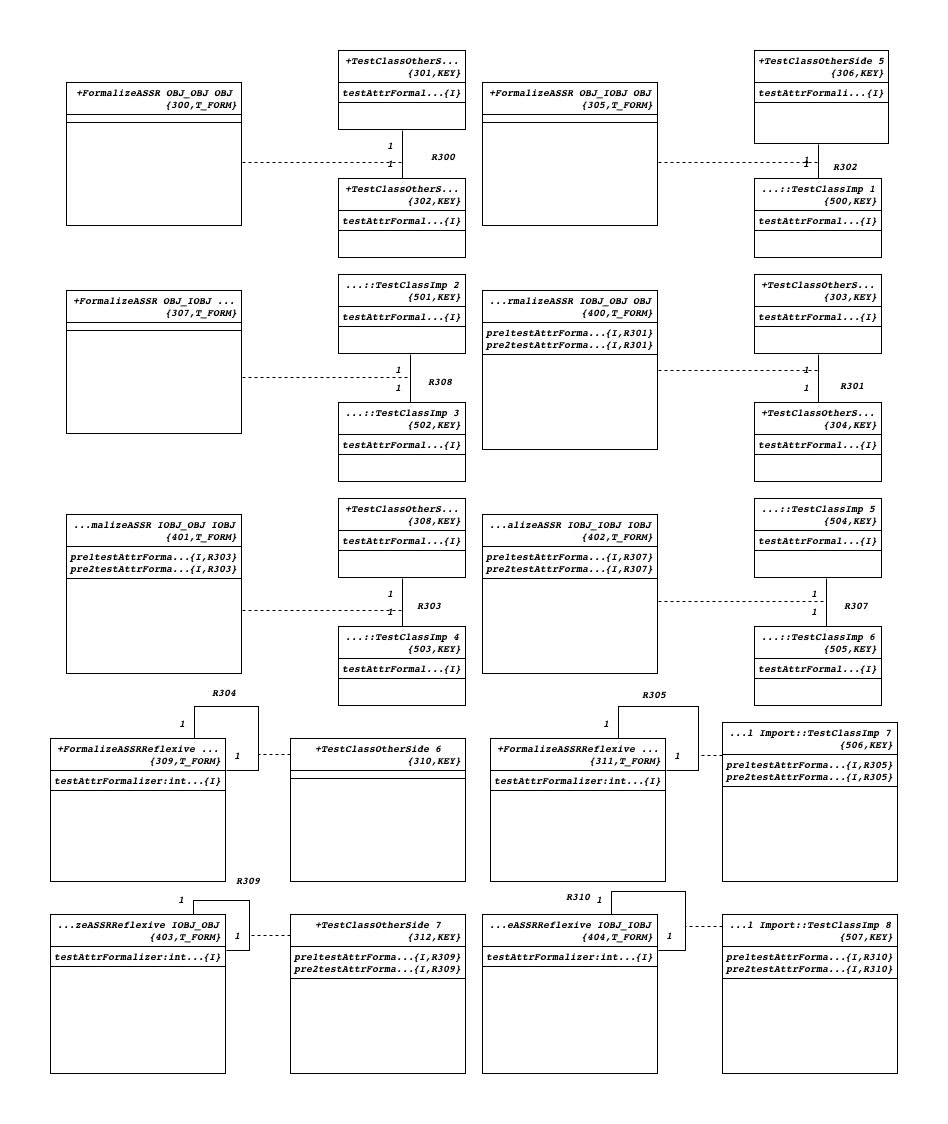 +TestClassOtherS...
{301,KEY}
testAttrFormal...{I}
+FormalizeASSR OBJ_OBJ OBJ
{300,T_FORM}
1
R300
1
+TestClassOtherS...
{302,KEY}
testAttrFormal...{I}
+TestClassOtherSide 5
{306,KEY}
testAttrFormali...{I}
+FormalizeASSR OBJ_IOBJ OBJ
{305,T_FORM}
1
1
R302
...::TestClassImp 1
{500,KEY}
testAttrFormal...{I}
+FormalizeASSR OBJ_IOBJ ...
{307,T_FORM}
...::TestClassImp 2
{501,KEY}
testAttrFormal...{I}
1
R308
1
...::TestClassImp 3
{502,KEY}
testAttrFormal...{I}
...rmalizeASSR IOBJ_OBJ OBJ
{400,T_FORM}
pre1testAttrForma...{I,R301}
pre2testAttrForma...{I,R301}
+TestClassOtherS...
{303,KEY}
testAttrFormal...{I}
1
R301
1
+TestClassOtherS...
{304,KEY}
testAttrFormal...{I}
...malizeASSR IOBJ_OBJ IOBJ
{401,T_FORM}
pre1testAttrForma...{I,R303}
pre2testAttrForma...{I,R303}
+TestClassOtherS...
{308,KEY}
testAttrFormal...{I}
1
R303
1
...::TestClassImp 4
{503,KEY}
testAttrFormal...{I}
...alizeASSR IOBJ_IOBJ IOBJ
{402,T_FORM}
pre1testAttrForma...{I,R307}
pre2testAttrForma...{I,R307}
...::TestClassImp 5
{504,KEY}
testAttrFormal...{I}
1
R307
1
...::TestClassImp 6
{505,KEY}
testAttrFormal...{I}
R304
1
1
+FormalizeASSRReflexive ...
{309,T_FORM}
testAttrFormalizer:int...{I}
+TestClassOtherSide 6
{310,KEY}
R305
1
1
+FormalizeASSRReflexive ...
{311,T_FORM}
testAttrFormalizer:int...{I}
...l Import::TestClassImp 7
{506,KEY}
pre1testAttrForma...{I,R305}
pre2testAttrForma...{I,R305}
R309
1
1
...zeASSRReflexive IOBJ_OBJ
{403,T_FORM}
testAttrFormalizer:int...{I}
+TestClassOtherSide 7
{312,KEY}
pre1testAttrForma...{I,R309}
pre2testAttrForma...{I,R309}
R310
1
1
...eASSRReflexive IOBJ_IOBJ
{404,T_FORM}
testAttrFormalizer:int...{I}
...l Import::TestClassImp 8
{507,KEY}
pre1testAttrForma...{I,R310}
pre2testAttrForma...{I,R310}